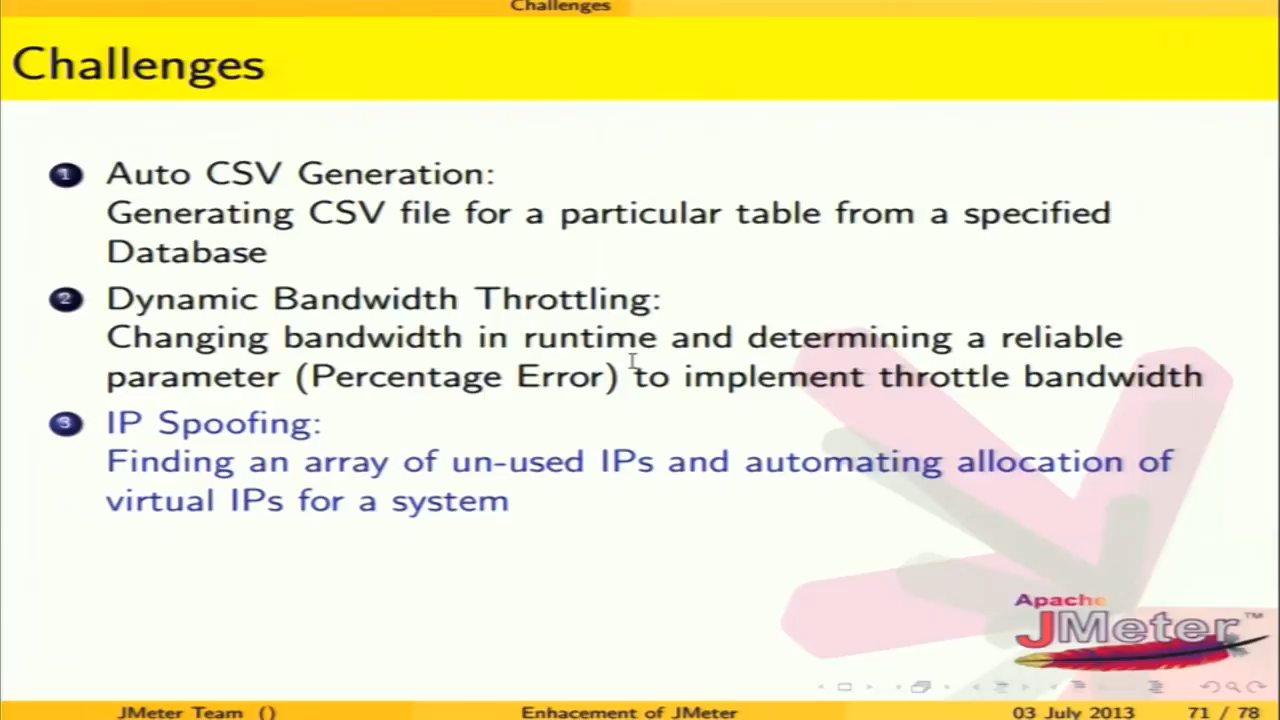 Challenges
Challenges
1 Auto CSV Generation:
Generating CSV file for a particular table from a specified
Database
2 Dynamic Bandwidth Throttling:
Changing bandwidth in runtime and determining a reliable
parameter (Percentage Error) to implement throttle bandwidth
3 IP Spoofing:
Finding an array of un-used IPs and automating allocation of
virtual IPs for a system
Apache
JMeter™
JMeter Team () Enhacement of JMeter 03 July 2013 71 / 78